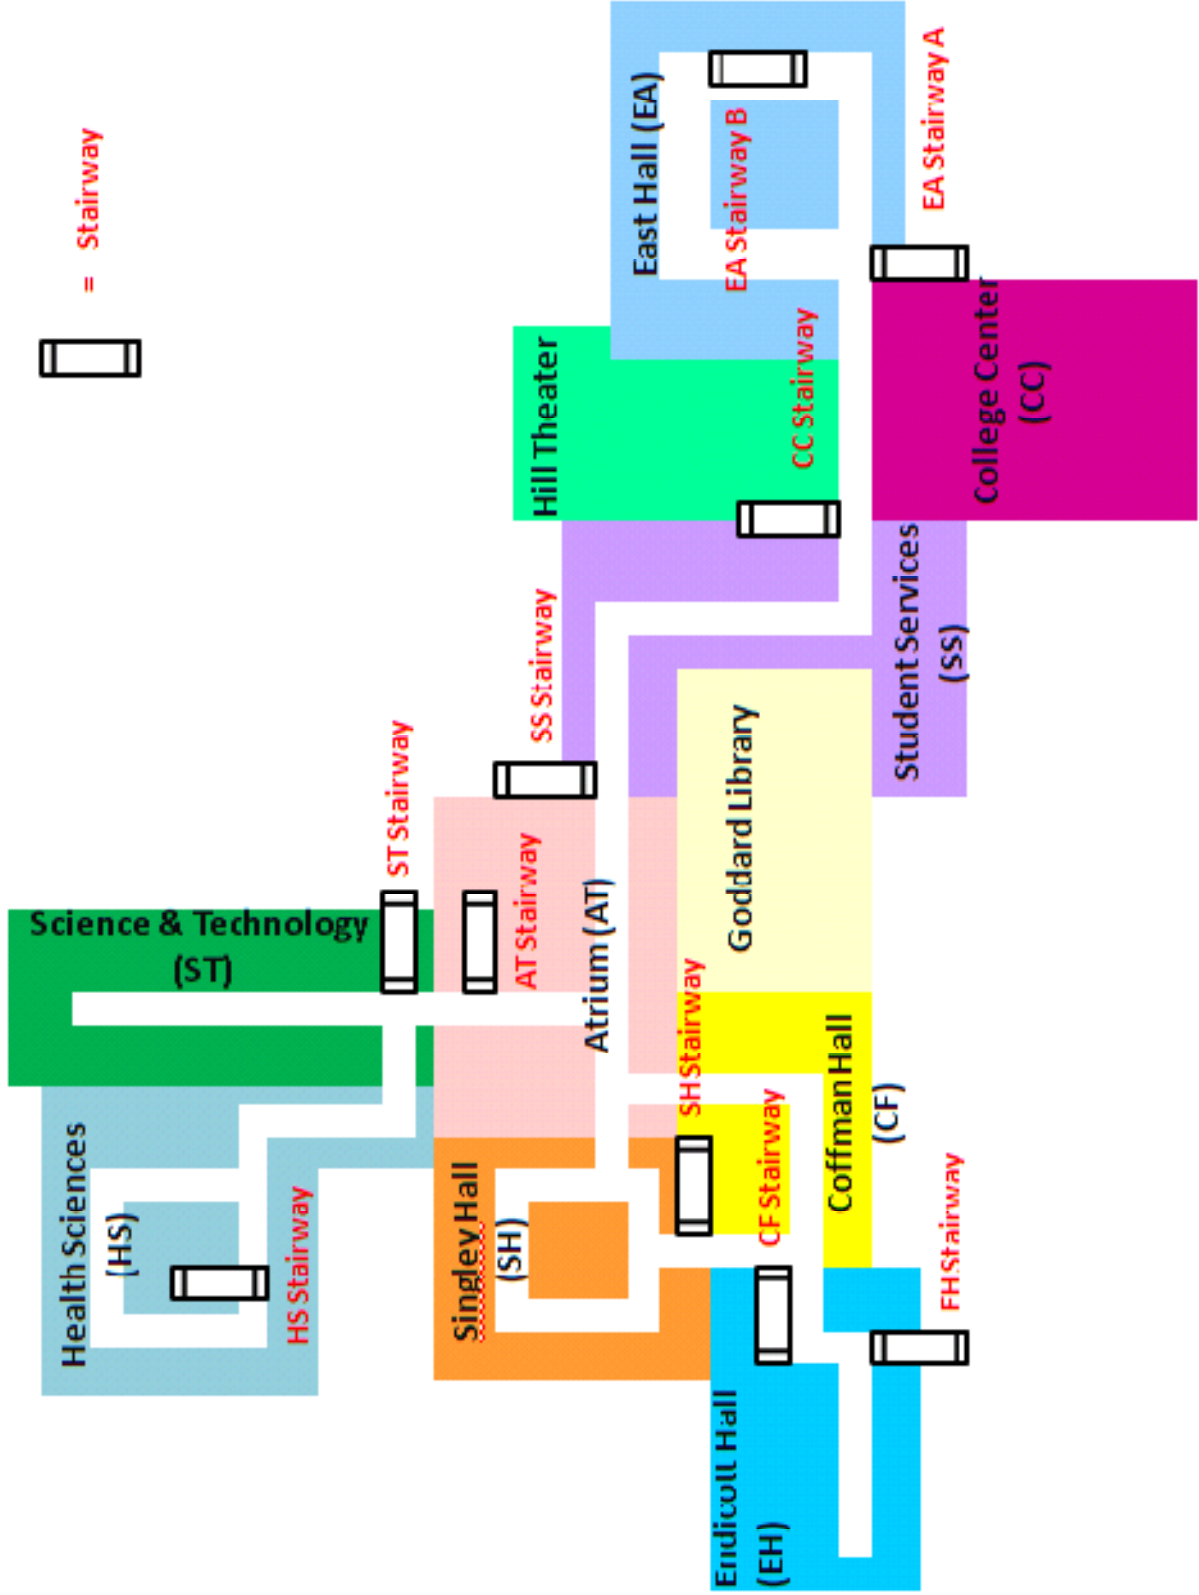 = Stairway
Science & Technology
(ST)
Health Sciences
(HS)
HS Stairway
ST Stairway
AT Stairway
SS Stairway
Singley Hall
(SH)
Hill Theater
East Hall (EA)
EA Stairway B
EA Stairway A
CC Stairway
College Center
(CC)
Student Services
(SS)
Goddard Library
Atrium (AT)
SH Stairway
CF Stairway
Coffman Hall
(CF)
FH Stairway
Endicott Hall
(EH)